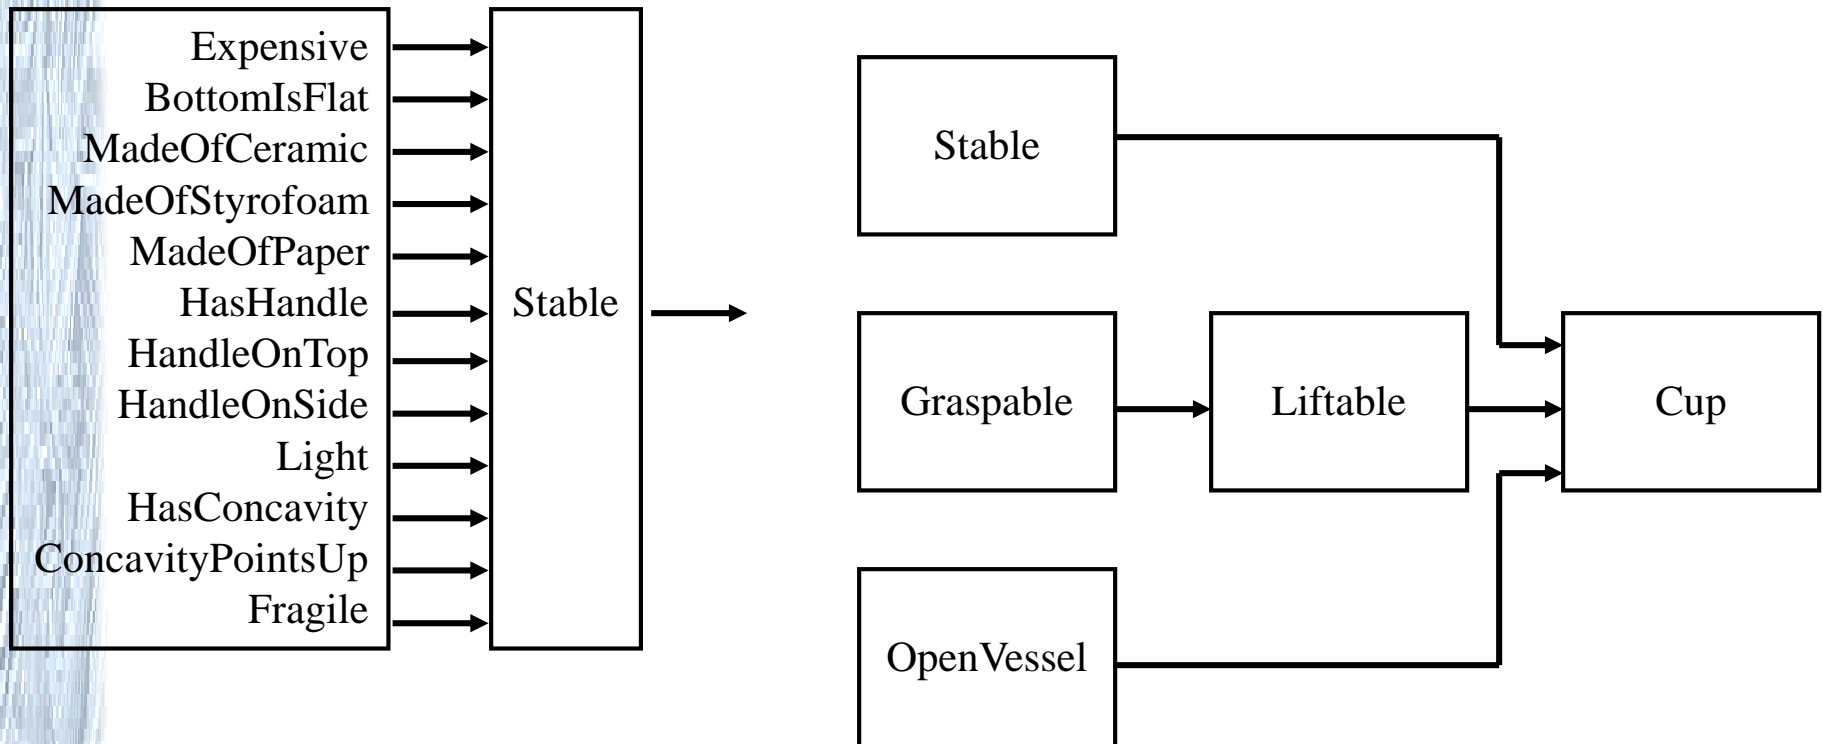 Expensive
BottomIsFlat
MadeOfCeramic
MadeOfStyrofoam
MadeOfPaper
HasHandle
HandleOnTop
HandleOnSide
Light
HasConcavity
ConcavityPointsUp
Fragile
Stable
Stable
Graspable
Liftable
Cup
OpenVessel